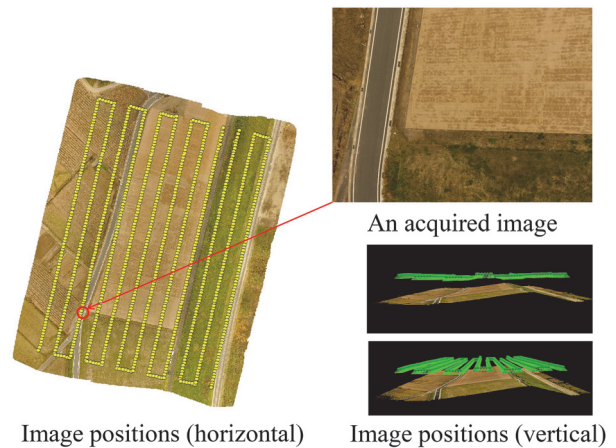 An acquired image
Image positions (horizontal)
Image positions (vertical)